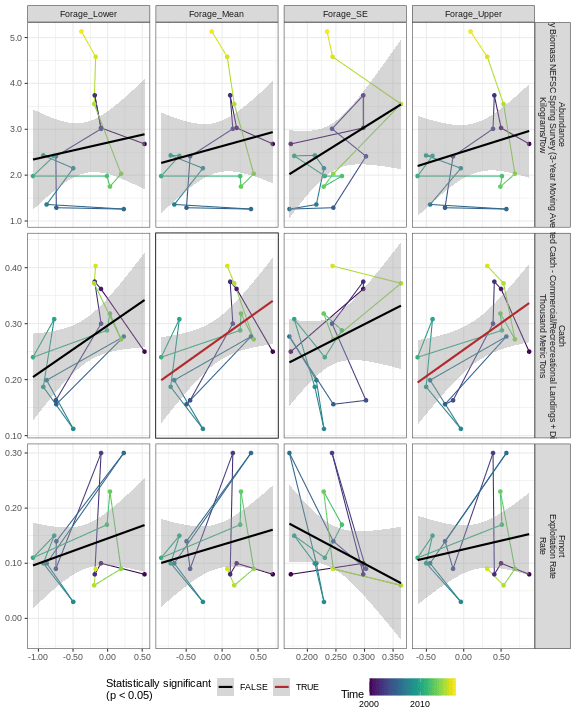 Forage_Lower
Forage_Mean
Forage_SE
Forage_Upper
5.0
4.0
3.0
2.0
1.0
Abundance
y Biomass NEFSC Spring Survey (3-Year Moving Ave
Kilograms/Tow
0.40
0.30
0.20
0.10
Catch
ted Catch - Commercial/Recreational Landings + Di
Thousand Metric Tons
0.30
0.20
0.10
0.00
Fmort
Exploitation Rate
Rate
-1.00 -0.50 0.00 0.50
-0.50 0.00 0.50
0.200 0.250 0.300 0.350
-0.50 0.00 0.50
Statistically significant
(p < 0.05)
FALSE
TRUE
Time
2000 2010